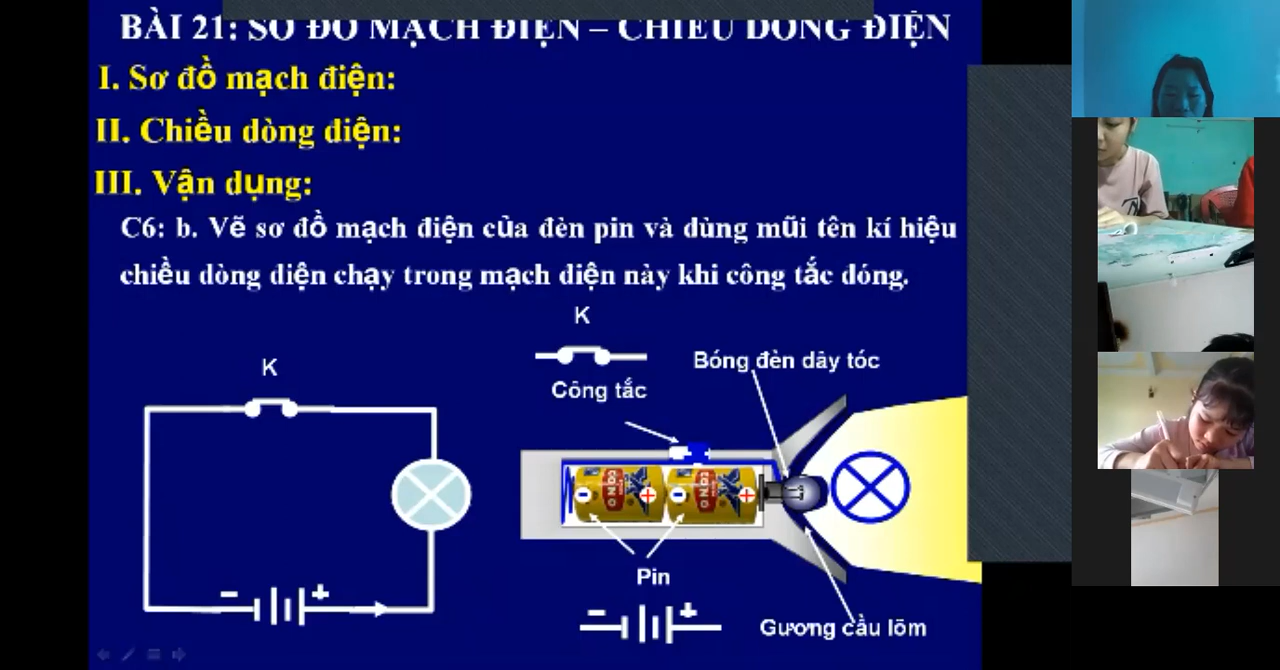 BÀI 21: SƠ ĐỒ MẠCH ĐIỆN – CHIỀU DÒNG ĐIỆN
I. Sơ đồ mạch điện:
II. Chiều dòng điện:
III. Vận dụng:
C6: b. Vẽ sơ đồ mạch điện của đèn pin và dùng mũi tên kí hiệu
chiều dòng điện chạy trong mạch điện này khi công tắc đóng.
K
K
Bóng đèn dây tóc
Công tắc
- +
- + - +
Pin
- +
Gương cầu lõm